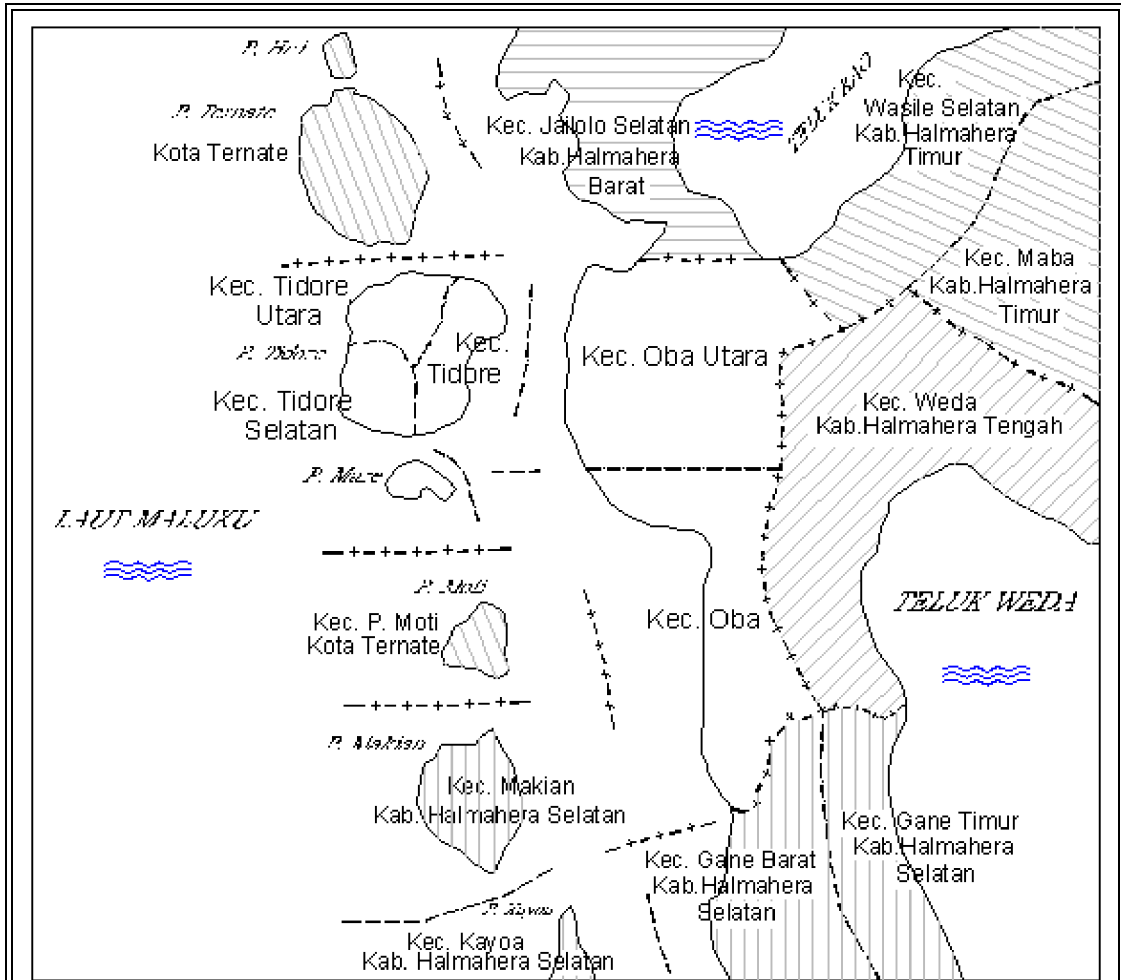 P. Hiri
P. Ternate
Kota Ternate
Kec. Jailolo Selatan
Kab.Halmahera
Barat
TELUK KAO
Kec.
Wasile Selatan
Kab.Halmahera
Timur
Kec. Maba
Kab.Halmahera
Timur
Kec. Tidore
Utara
P. Tidore
Kec.
Tidore
Kec. Tidore
Selatan
Kec. Oba Utara
Kec. Weda
Kab.Halmahera Tengah
P. Mare
LAUT MALUKU
P. Moti
Kec. P. Moti
Kota Ternate
Kec. Oba
TELUK WEDA
P. Makian
Kec. Makian
Kab. Halmahera Selatan
Kec. Gane Barat
Kab.Halmahera
Selatan
Kec. Gane Timur
Kab.Halmahera
Selatan
P. Kayoa
Kec. Kayoa
Kab. Halmahera Selatan